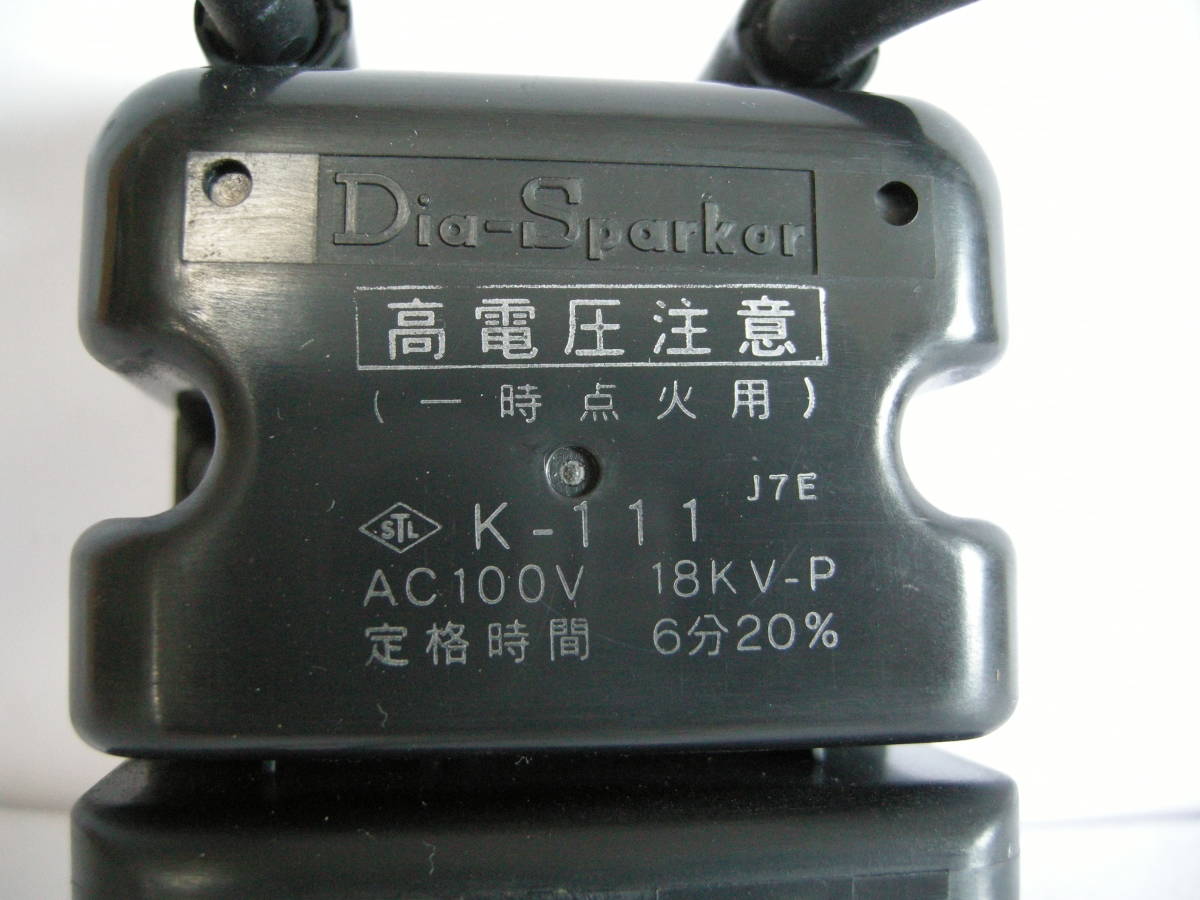 Dia-Sparkor
高電圧注意
(一時点火用)
J7E
STL K-111
AC100V 18KV-P
定格時間 6分20%